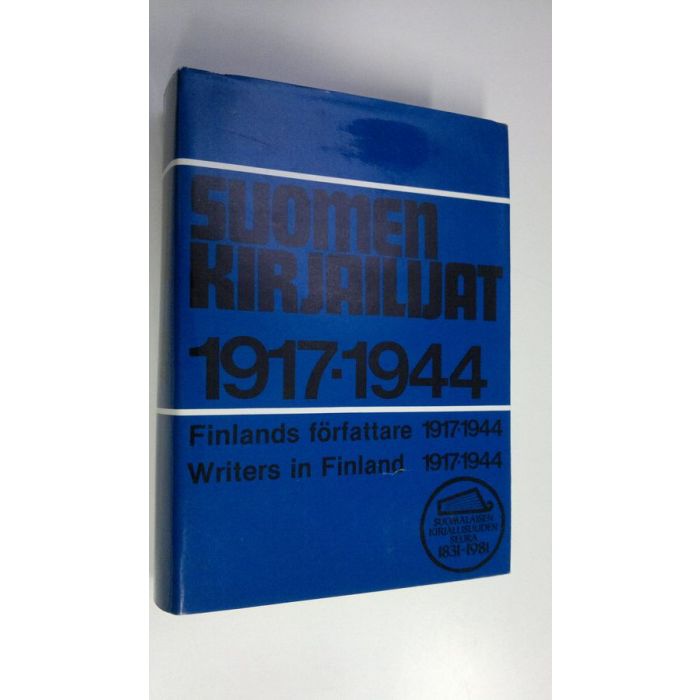 SUOMEN
KIRJAILIJAT
1917-1944
Finlands författare 1917-1944
Writers in Finland 1917-1944
SUOMALAISEN
KIRJALLISUUDEN
SEURA
1831-1981